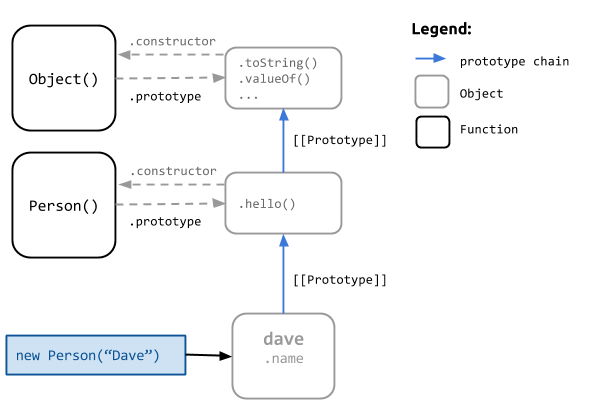 Legend:
prototype chain
Object
Function
.constructor
Object()
.prototype
.toString()
.valueOf()
...
[[Prototype]]
.constructor
Person()
.prototype
.hello()
[[Prototype]]
new Person(“Dave”)
dave
.name